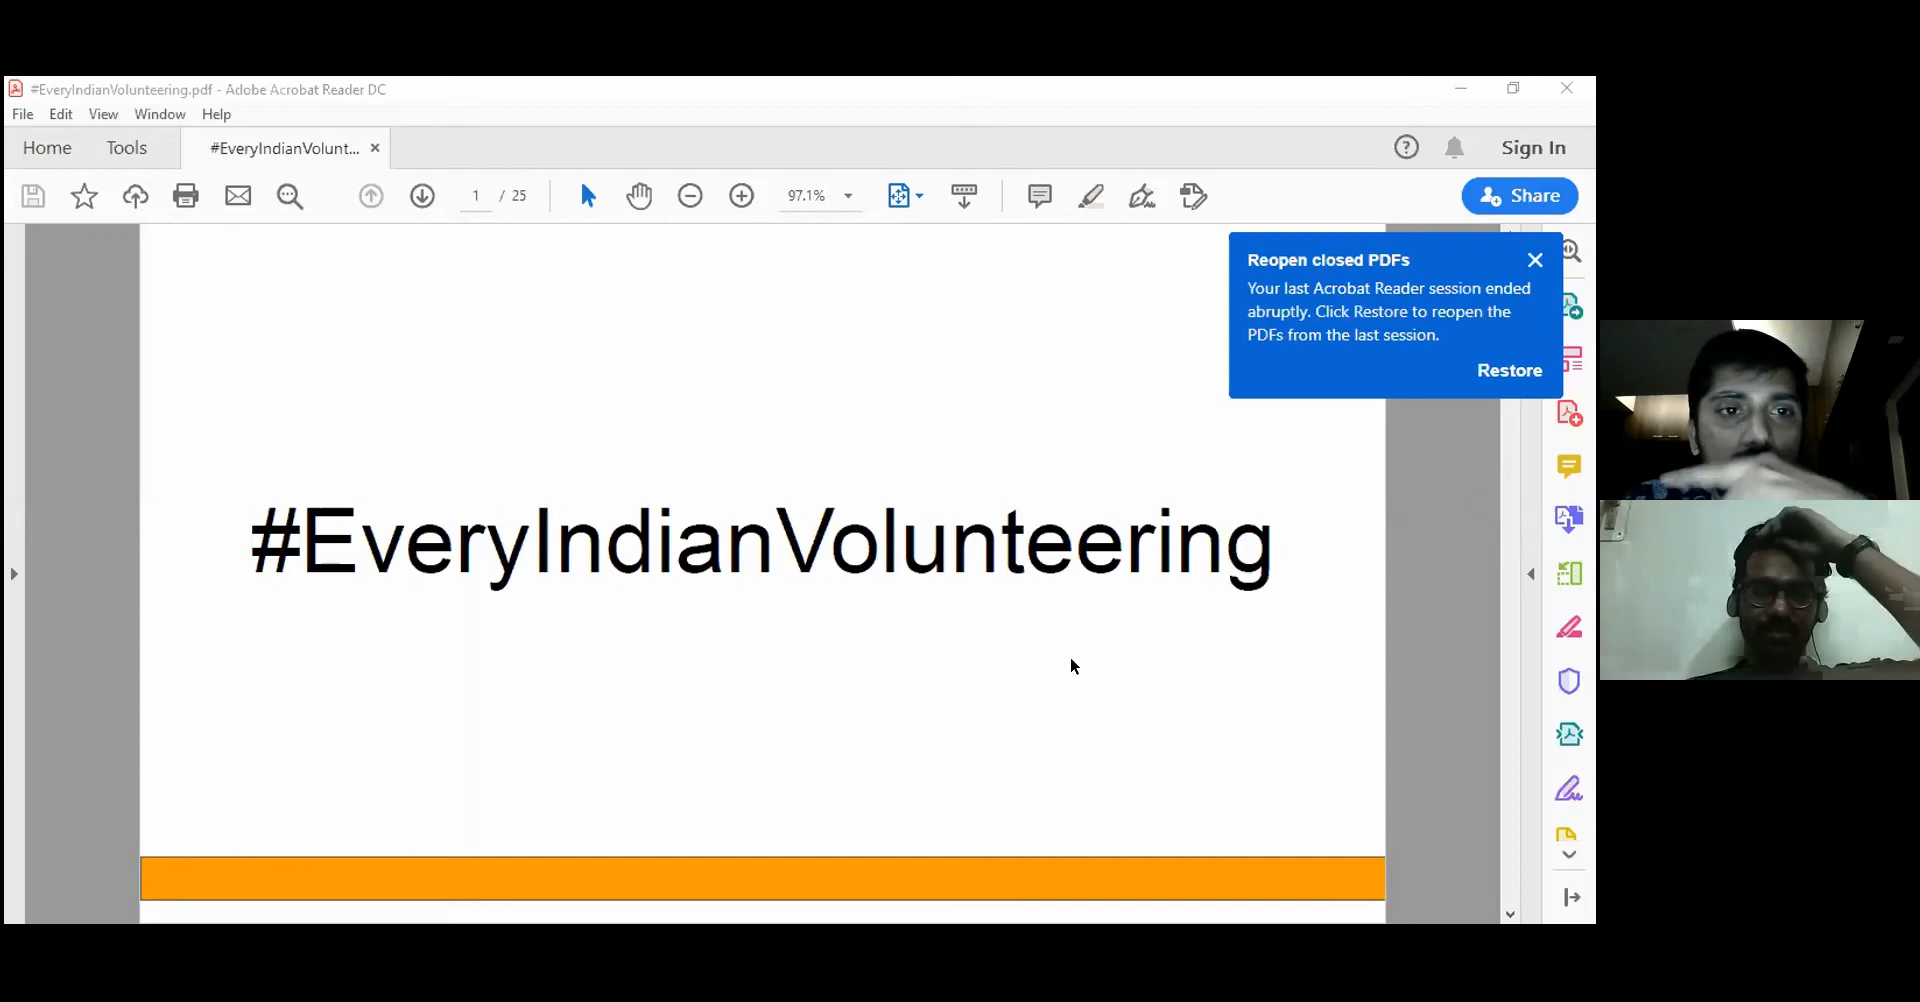 #EveryIndianVolunteering.pdf - Adobe Acrobat Reader DC
File Edit View Window Help
Home Tools #EveryIndianVolunt... Sign In
1 / 25 97.1% Share
Reopen closed PDFs
Your last Acrobat Reader session ended
abruptly. Click Restore to reopen the
PDFs from the last session.
Restore
#EveryIndianVolunteering